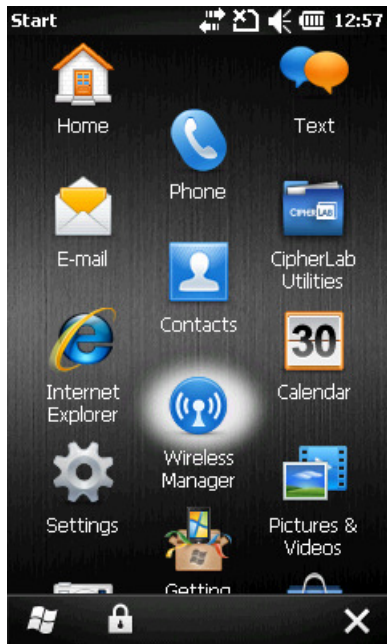 Start 12:57
Home
Text
Phone
E-mail
CIPHERLAB
CipherLab
Utilities
Contacts
30
Internet
Explorer
Calendar
Wireless
Manager
Settings
Pictures &
Videos
Getting